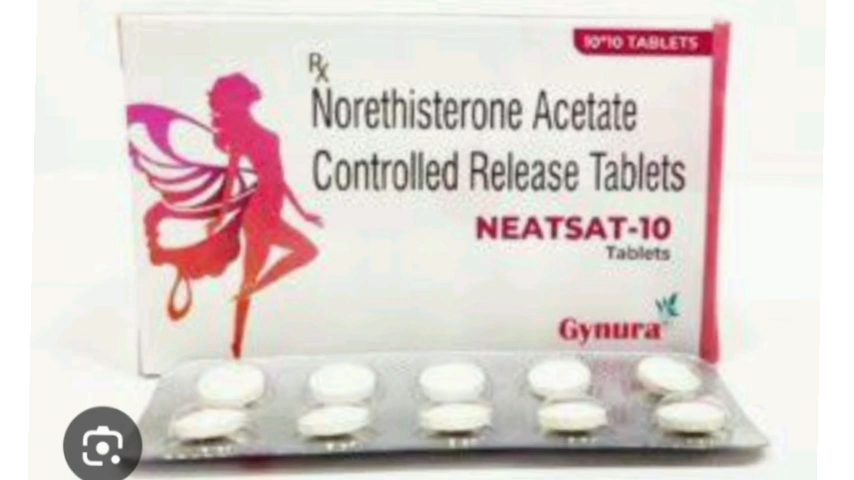 10*10 TABLETS
Rx
Norethisterone Acetate
Controlled Release Tablets
NEATSAT-10
Tablets
Gynura